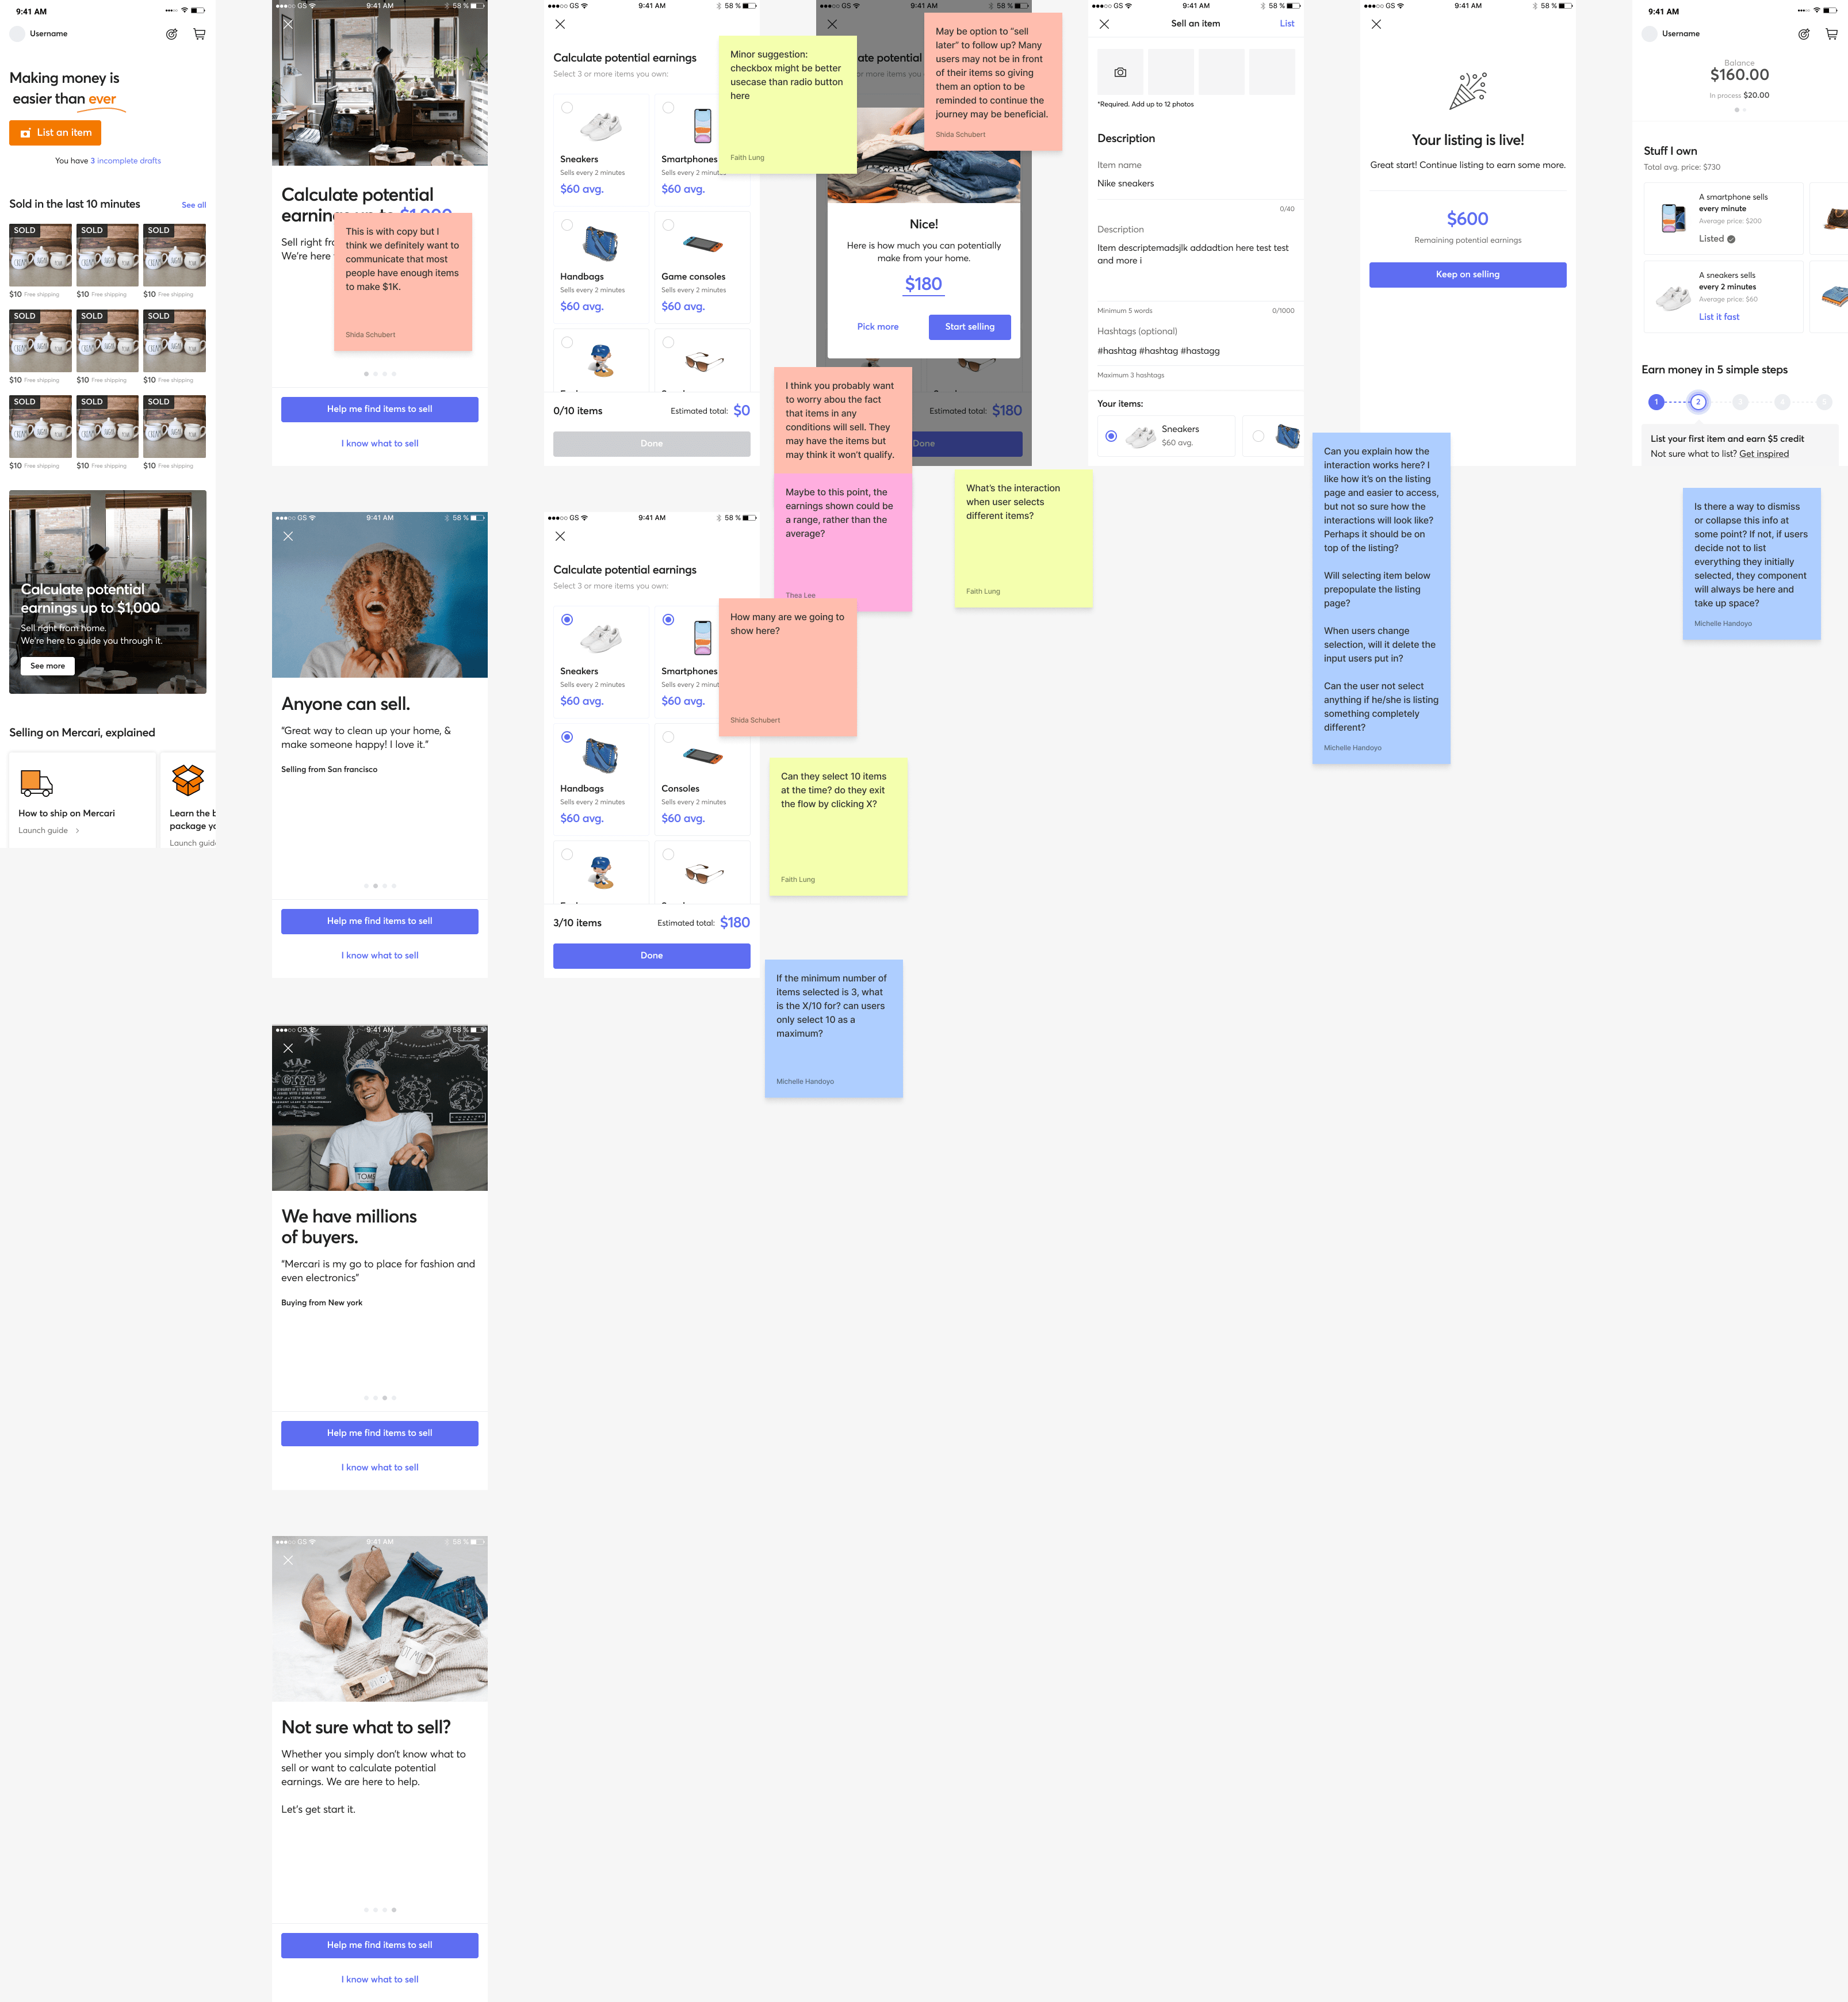 9:41 AM
Username
Making money is
easier than ever
List an item
You have 3 incomplete drafts
Sold in the last 10 minutes
See all
SOLD
SOLD
SOLD
$10 Free shipping
$10 Free shipping
$10 Free shipping
SOLD
SOLD
SOLD
$10 Free shipping
$10 Free shipping
$10 Free shipping
SOLD
SOLD
SOLD
$10 Free shipping
$10 Free shipping
$10 Free shipping
Calculate potential
earnings up to $1,000
Sell right from home.
We're here to guide you through it.
See more
Selling on Mercari, explained
How to ship on Mercari
Launch guide
Learn the b
package yo
Launch guid
GS
9:41 AM
58 %
Calculate potential
earnings up to $1,000
Sell right fr
We're here
This is with copy but I
think we definitely want to
communicate that most
people have enough items
to make $1K.
Shida Schubert
Help me find items to sell
I know what to sell
GS
9:41 AM
58 %
Anyone can sell.
"Great way to clean up your home, &
make someone happy! I love it."
Selling from San francisco
Help me find items to sell
I know what to sell
GS
9:41 AM
58 %
MAP
GIVE
TOMS
We have millions
of buyers.
"Mercari is my go to place for fashion and
even electronics"
Buying from New york
Help me find items to sell
I know what to sell
GS
9:41 AM
58 %
Not sure what to sell?
Whether you simply don't know what to
sell or want to calculate potential
earnings. We are here to help.
Let's get start it.
Help me find items to sell
I know what to sell
GS
9:41 AM
58 %
Calculate potential earnings
Select 3 or more items you own:
Sneakers
Sells every 2 minutes
$60 avg.
Smartphones
Sells every 2 minut
$60 avg.
Handbags
Sells every 2 minutes
$60 avg.
Game consoles
Sells every 2 minutes
$60 avg.
0/10 items
Estimated total: $0
Done
Minor suggestion:
checkbox might be better
usecase than radio button
here
Faith Lung
GS
9:41 AM
58 %
Calculate potential earnings
Select 3 or more items you own:
Sneakers
Sells every 2 minutes
$60 avg.
Smartphones
Sells every 2 minut
$60 avg.
Handbags
Sells every 2 minutes
$60 avg.
Consoles
Sells every 2 minutes
$60 avg.
3/10 items
Estimated total: $180
Done
How many are we going to
show here?
Shida Schubert
Can they select 10 items
at the time? do they exit
the flow by clicking X?
Faith Lung
If the minimum number of
items selected is 3, what
is the X/10 for? can users
only select 10 as a
maximum?
Michelle Handoyo
GS
9:41 AM
58 %
ate potential
or more items you
May be option to "sell
later" to follow up? Many
users may not be in front
of their items so giving
them an option to be
reminded to continue the
journey may be beneficial.
Shida Schubert
Nice!
Here is how much you can potentially
make from your home.
$180
Pick more
Start selling
Estimated total: $180
Done
I think you probably want
to worry abou the fact
that items in any
conditions will sell. They
may have the items but
may think it won't qualify.
Maybe to this point, the
earnings shown could be
a range, rather than the
average?
Thea Lee
What's the interaction
when user selects
different items?
Faith Lung
GS
9:41 AM
58 %
Sell an item
List
*Required. Add up to 12 photos
Description
Item name
Nike sneakers
0/40
Description
Item descriptemadsjlk addadtion here test test
and more i
Minimum 5 words
0/1000
Hashtags (optional)
#hashtag #hashtag #hastagg
Maximum 3 hashtags
Your items:
Sneakers
$60 avg.
GS
9:41 AM
58 %
Your listing is live!
Great start! Continue listing to earn some more.
$600
Remaining potential earnings
Keep on selling
Can you explain how the
interaction works here? I
like how it's on the listing
page and easier to access,
but not so sure how the
interactions will look like?
Perhaps it should be on
top of the listing?
Will selecting item below
prepopulate the listing
page?
When users change
selection, will it delete the
input users put in?
Can the user not select
anything if he/she is listing
something completely
different?
Michelle Handoyo
9:41 AM
Username
Balance
$160.00
In process $20.00
Stuff I own
Total avg. price: $730
A smartphone sells
every minute
Average price: $200
Listed
A sneakers sells
every 2 minutes
Average price: $60
List it fast
Earn money in 5 simple steps
1
2
3
4
5
List your first item and earn $5 credit
Not sure what to list? Get inspired
Is there a way to dismiss
or collapse this info at
some point? If not, if users
decide not to list
everything they initially
selected, they component
will always be here and
take up space?
Michelle Handoyo